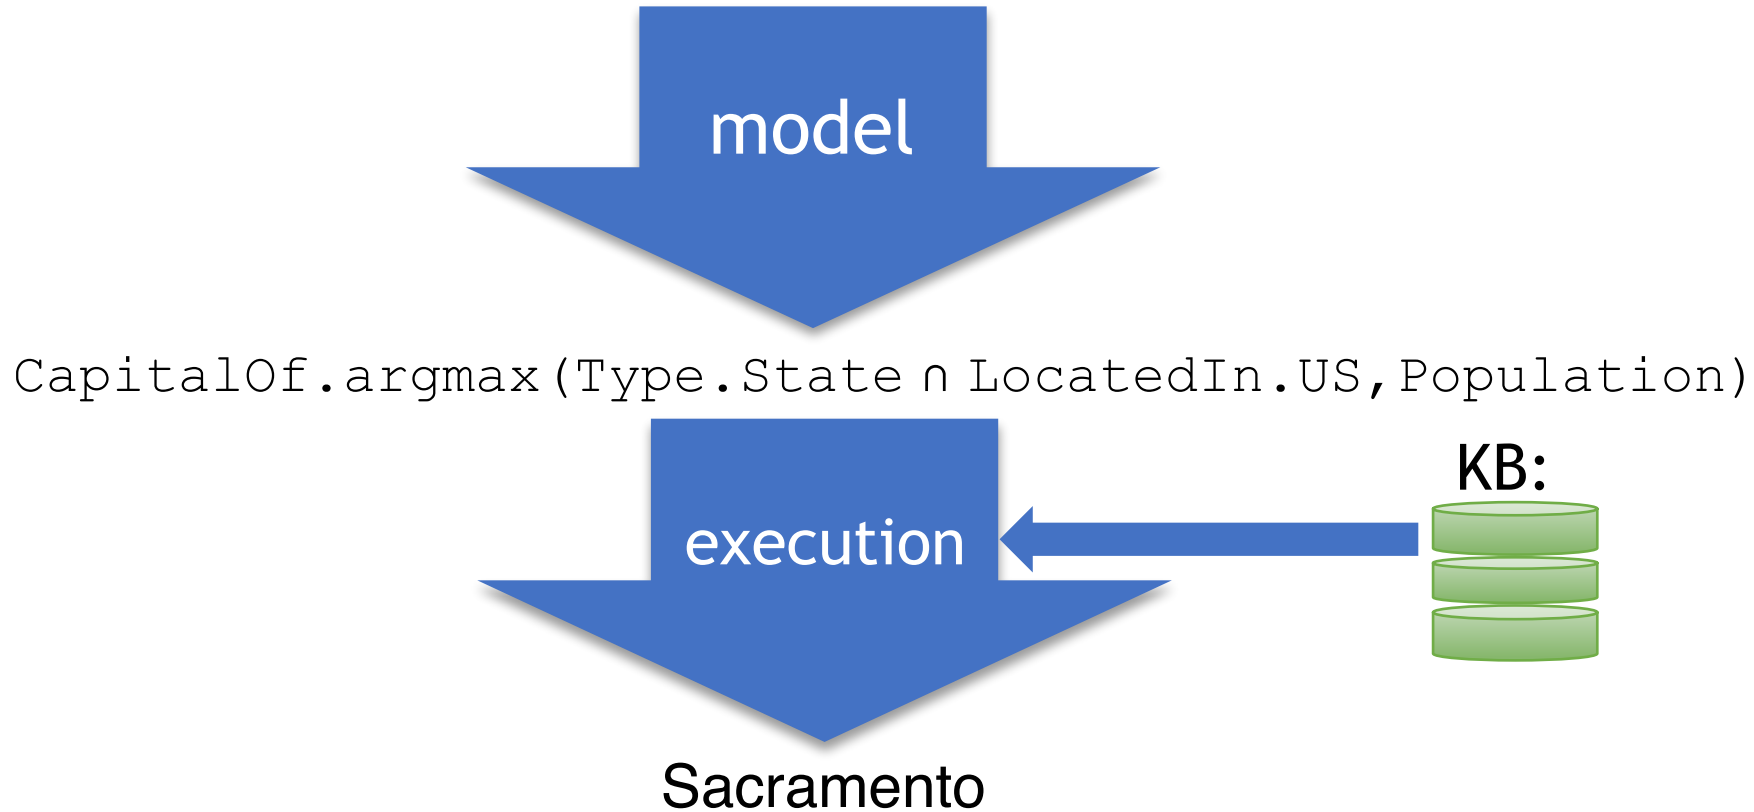 model
CapitalOf.argmax(Type.State ∩ LocatedIn.US,Population)
KB:
execution
Sacramento